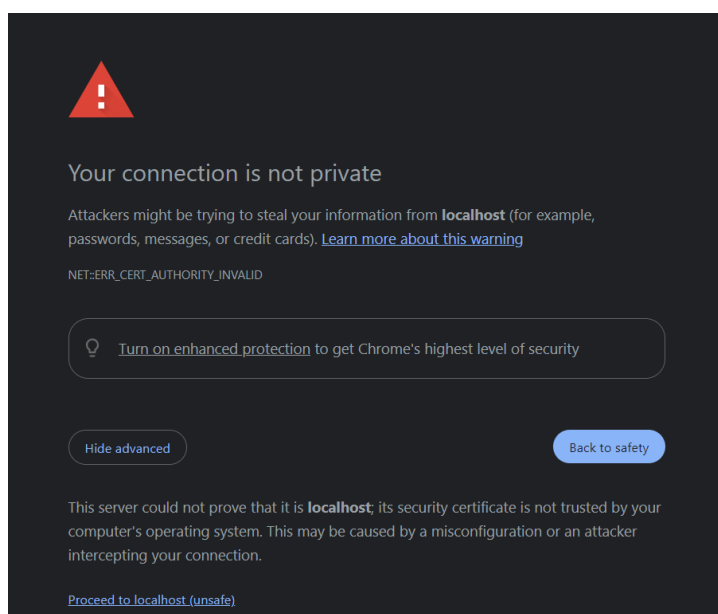 Your connection is not private
Attackers might be trying to steal your information from localhost (for example,
passwords, messages, or credit cards). Learn more about this warning
NET::ERR_CERT_AUTHORITY_INVALID
Turn on enhanced protection to get Chrome's highest level of security
Hide advanced
Back to safety
This server could not prove that it is localhost; its security certificate is not trusted by your
computer's operating system. This may be caused by a misconfiguration or an attacker
intercepting your connection.
Proceed to localhost (unsafe)